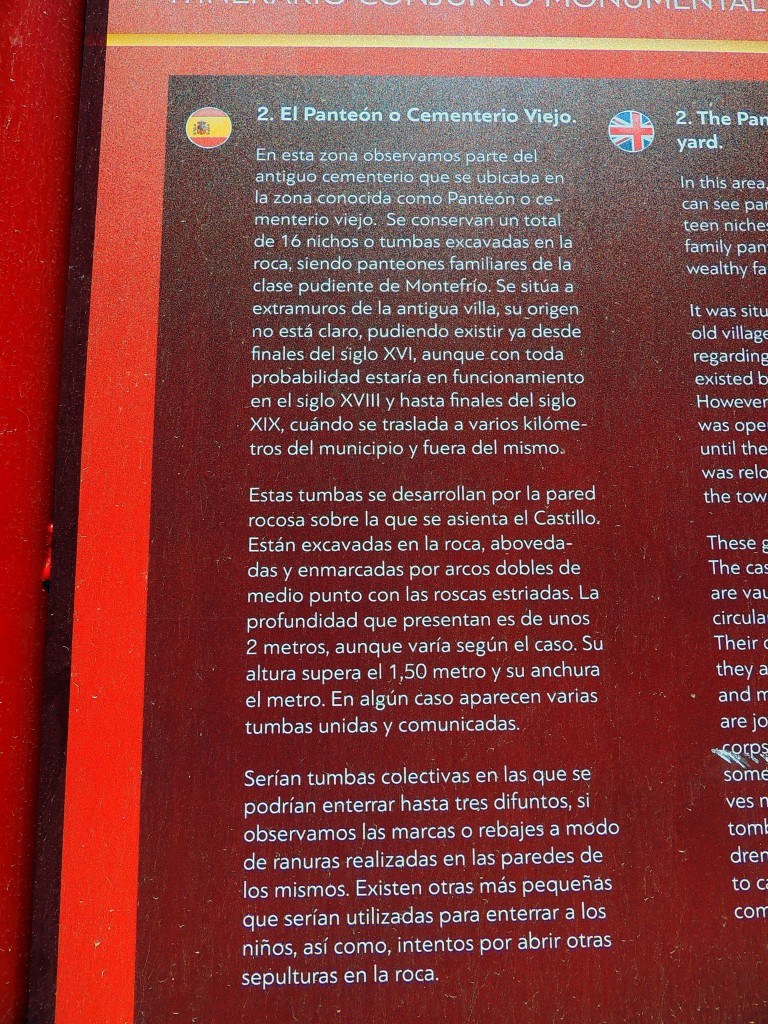 ITINERARIO CONJUNTO MONUMENTAL
2. El Panteón o Cementerio Viejo.
En esta zona observamos parte del
antiguo cementerio que se ubicaba en
la zona conocida como Panteón o ce-
menterio viejo. Se conservan un total
de 16 nichos o tumbas excavadas en la
roca, siendo panteones familiares de la
clase pudiente de Montefrío. Se sitúa a
extramuros de la antigua villa, su origen
no está claro, pudiendo existir ya desde
finales del siglo XVI, aunque con toda
probabilidad estaría en funcionamiento
en el siglo XVIII y hasta finales del siglo
XIX, cuándo se traslada a varios kilóme-
tros del municipio y fuera del mismo.
Estas tumbas se desarrollan por la pared
rocosa sobre la que se asienta el Castillo.
Están excavadas en la roca, aboveda-
das y enmarcadas por arcos dobles de
medio punto con las roscas estriadas. La
profundidad que presentan es de unos
2 metros, aunque varía según el caso. Su
altura supera el 1,50 metro y su anchura
el metro. En algún caso aparecen varias
tumbas unidas y comunicadas.
Serían tumbas colectivas en las que se
podrían enterrar hasta tres difuntos, si
observamos las marcas o rebajes a modo
de ranuras realizadas en las paredes de
los mismos. Existen otras más pequeñas
que serían utilizadas para enterrar a los
niños, así como, intentos por abrir otras
sepulturas en la roca.
2. The Pan
yard.
In this area,
can see par
teen niches
family pan
wealthy fa
It was situ
old village
regarding
existed b
However
was ope
until the
was relo
the tow
These g
The cas
are vau
circula
Their
they a
and m
are jo
corps
some
ves
tomb
dren
to ca
com